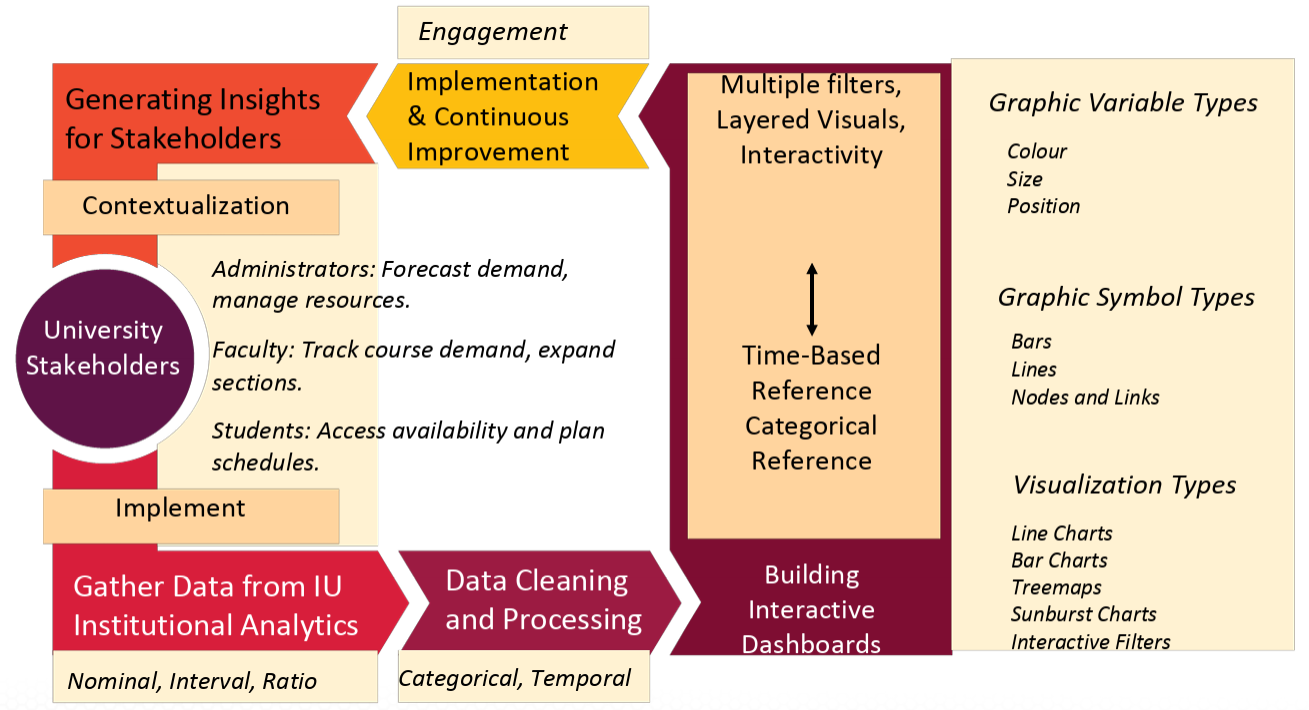 Engagement
Generating Insights
for Stakeholders
Implementation
& Continuous
Improvement
Multiple filters,
Layered Visuals,
Interactivity
Graphic Variable Types
Colour
Size
Position
Contextualization
Administrators: Forecast demand,
manage resources.
University
Stakeholders
Faculty: Track course demand, expand
sections.
Students: Access availability and plan
schedules.
Time-Based
Reference
Categorical
Reference
Graphic Symbol Types
Bars
Lines
Nodes and Links
Visualization Types
Line Charts
Bar Charts
Treemaps
Sunburst Charts
Interactive Filters
Implement
Gather Data from IU
Institutional Analytics
Data Cleaning
and Processing
Building
Interactive
Dashboards
Nominal, Interval, Ratio
Categorical, Temporal